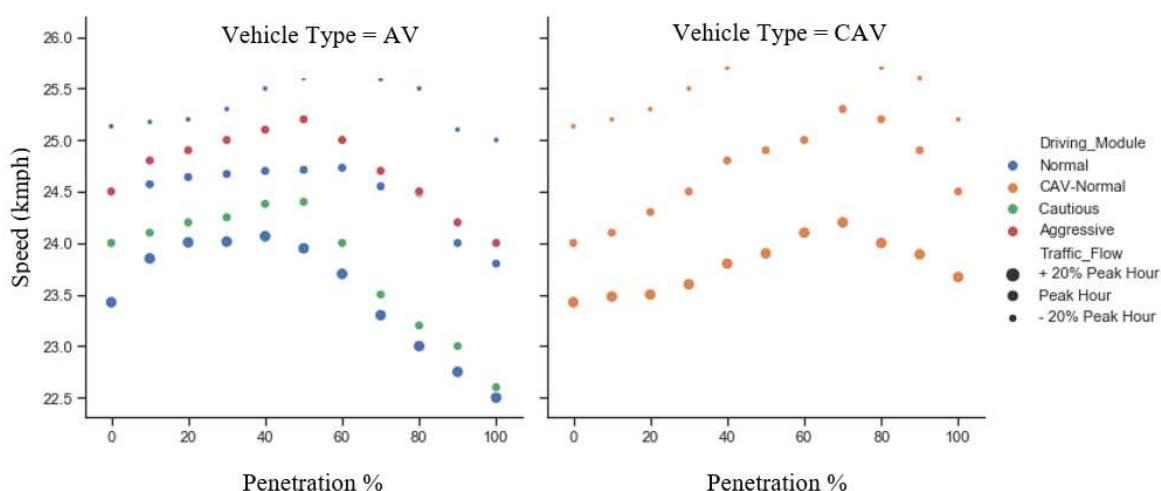 Vehicle Type = AV
Vehicle Type = CAV
Speed (kmph)
26.0
25.5
25.0
24.5
24.0
23.5
23.0
22.5
0 20 40 60 80 100
0 20 40 60 80 100
Penetration %
Penetration %
Driving_Module
Normal
CAV-Normal
Cautious
Aggressive
Traffic_Flow
+ 20% Peak Hour
Peak Hour
- 20% Peak Hour